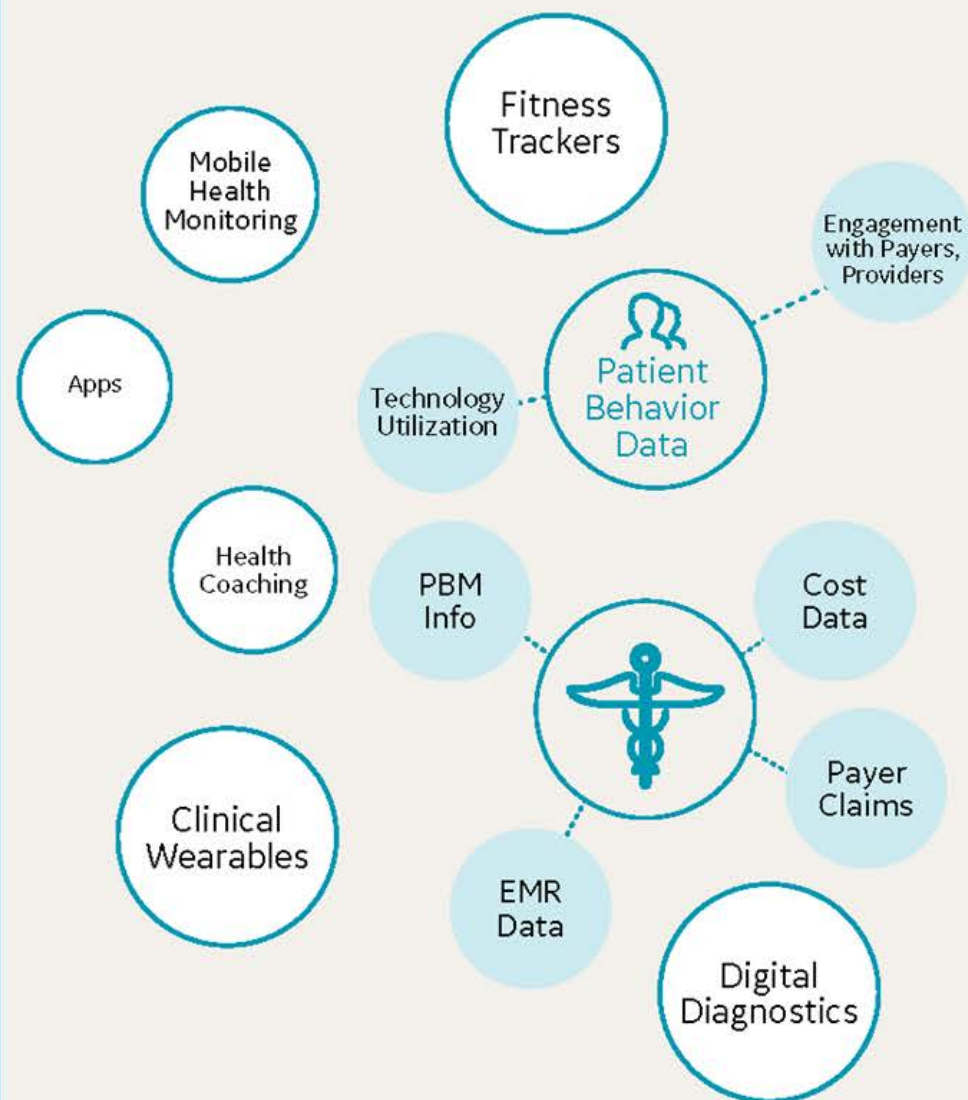 Fitness
Trackers
Mobile
Health
Monitoring
Engagement
with Payers,
Providers
Apps
Technology
Utilization
Patient
Behavior
Data
Health
Coaching
PBM
Info
Cost
Data
Clinical
Wearables
Payer
Claims
EMR
Data
Digital
Diagnostics